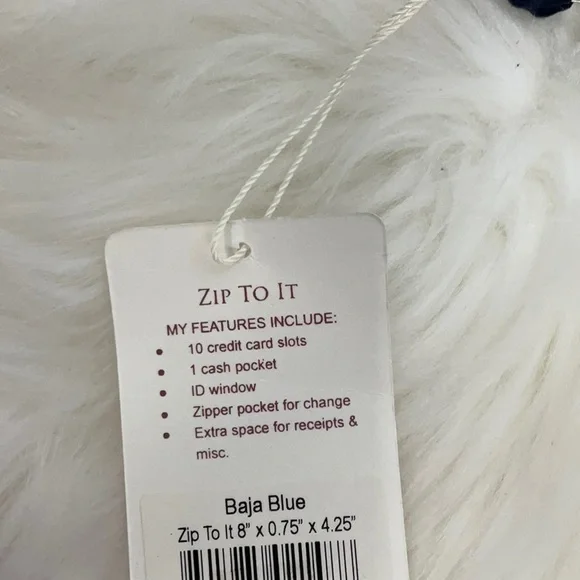 ZIP TO IT
MY FEATURES INCLUDE:
• 10 credit card slots
• 1 cash pocket
• ID window
• Zipper pocket for change
• Extra space for receipts &
misc.
Baja Blue
Zip To It 8" x 0.75" x 4.25"